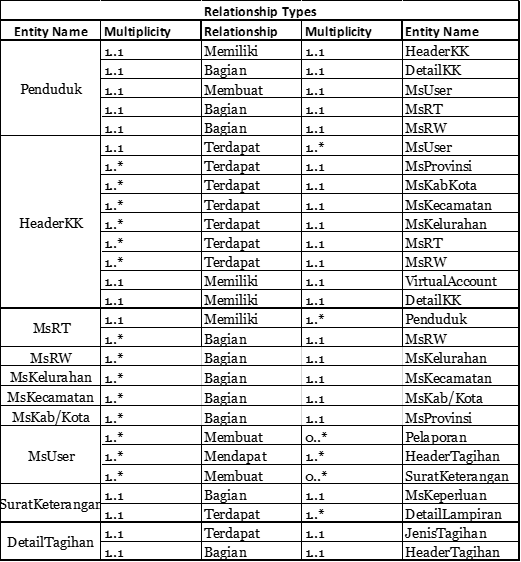 Relationship Types
Entity Name Multiplicity Relationship Multiplicity Entity Name
Penduduk 1..1 Memiliki 1..1 HeaderKK
1..1 Bagian 1..1 DetailKK
1..1 Membuat 1..1 MsUser
1..1 Bagian 1..1 MsRT
1..1 Bagian 1..1 MsRW
HeaderKK 1..1 Terdapat 1..* MsUser
1..* Terdapat 1..1 MsProvinsi
1..* Terdapat 1..1 MsKabKota
1..* Terdapat 1..1 MsKecamatan
1..* Terdapat 1..1 MsKelurahan
1..* Terdapat 1..1 MsRT
1..* Terdapat 1..1 MsRW
1..1 Memiliki 1..1 VirtualAccount
1..1 Memiliki 1..1 DetailKK
MsRT 1..1 Memiliki 1..* Penduduk
1..* Bagian 1..1 MsRW
MsRW 1..* Bagian 1..1 MsKelurahan
MsKelurahan 1..* Bagian 1..1 MsKecamatan
MsKecamatan 1..* Bagian 1..1 MsKab/Kota
MsKab/Kota 1..* Bagian 1..1 MsProvinsi
MsUser 1..* Membuat 0..* Pelaporan
1..* Mendapat 1..* HeaderTagihan
1..* Membuat 0..* SuratKeterangan
SuratKeterangan 1..1 Bagian 1..1 MsKeperluan
1..1 Terdapat 1..* DetailLampiran
DetailTagihan 1..1 Terdapat 1..1 JenisTagihan
1..1 Bagian 1..1 HeaderTagihan